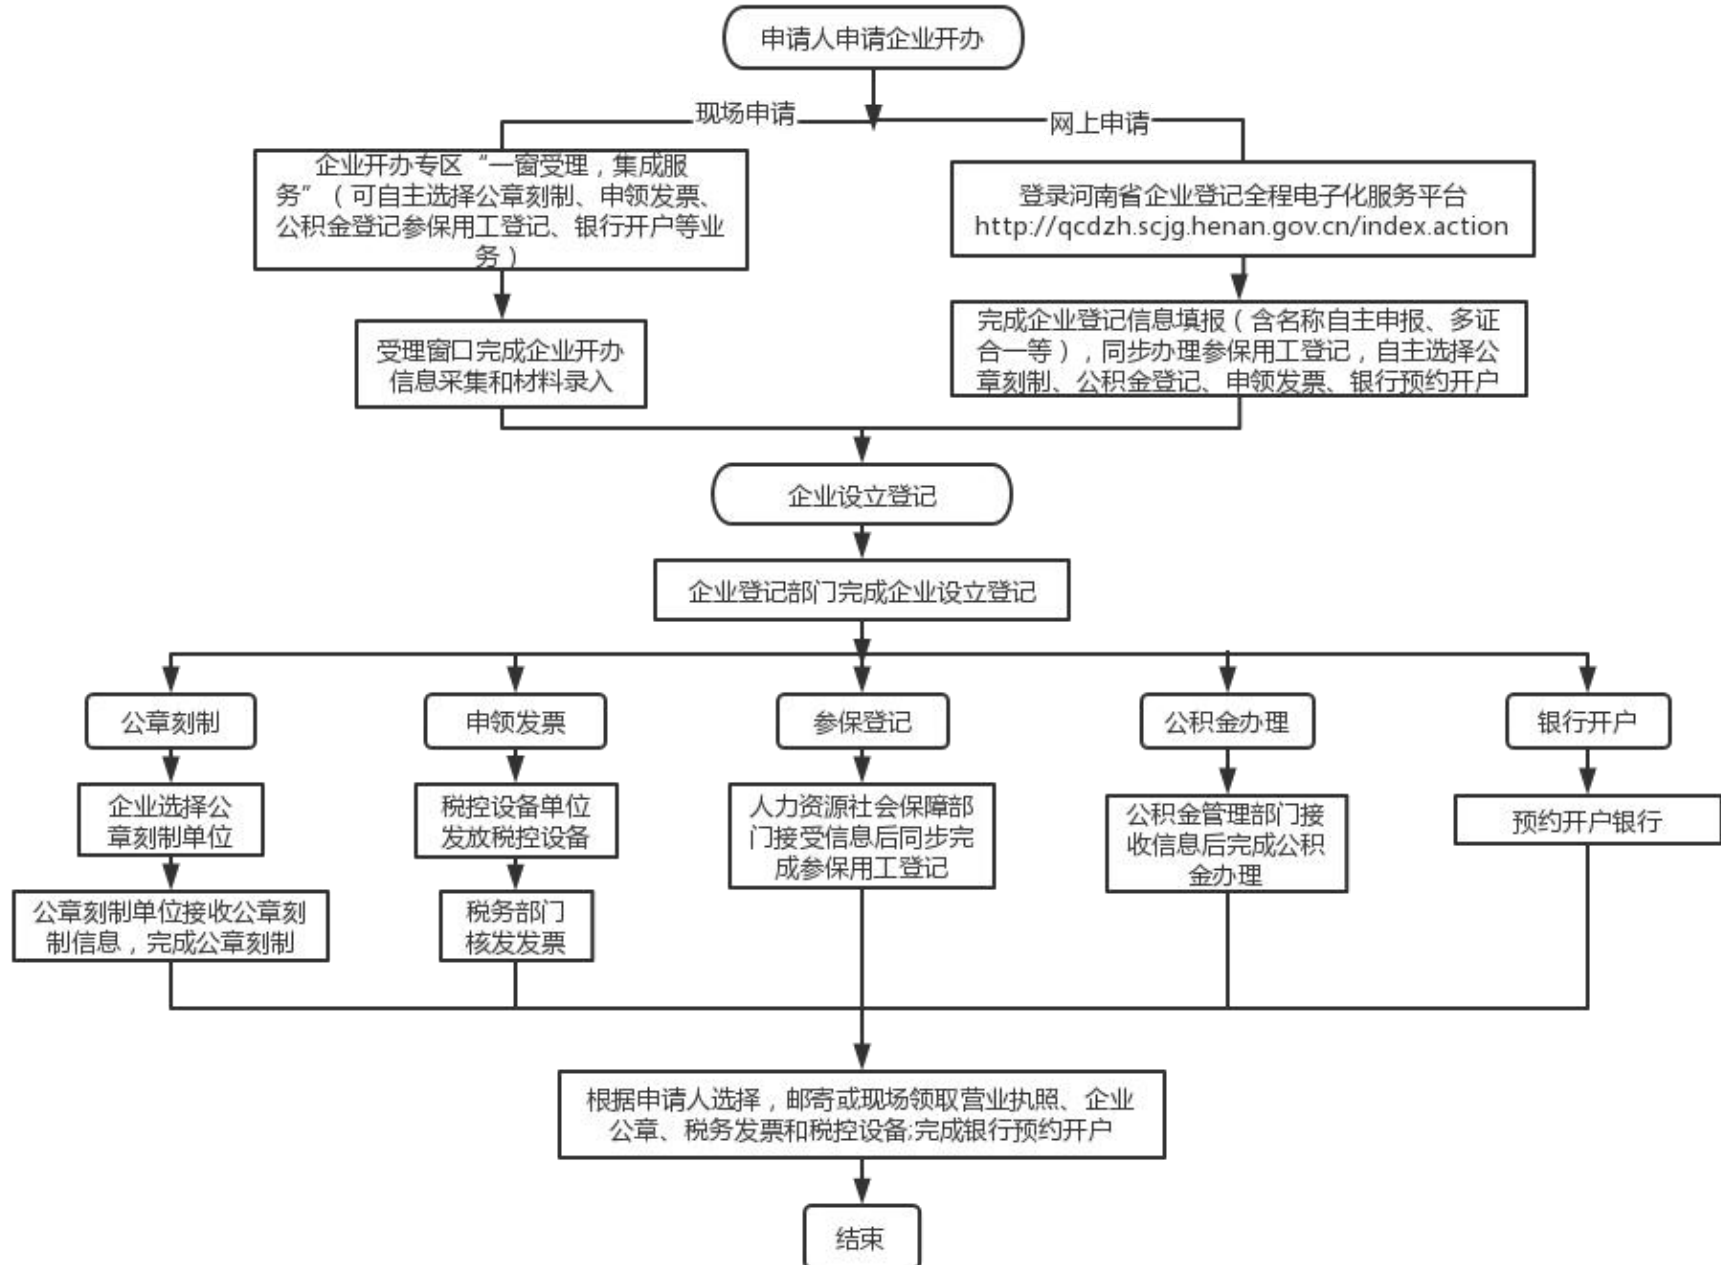 申请人申请企业开办
现场申请
网上申请
企业开办专区“一窗受理，集成服
务”（可自主选择公章刻制、申领发票、
公积金登记参保用工登记、银行开户等业
务）
登录河南省企业登记全程电子化服务平台
http://qcdzh.scjg.henan.gov.cn/index.action
受理窗口完成企业开办
信息采集和材料录入
完成企业登记信息填报（含名称自主申报、多证
合一等），同步办理参保用工登记，自主选择公
章刻制、公积金登记、申领发票、银行预约开户
企业设立登记
企业登记部门完成企业设立登记
公章刻制
申领发票
参保登记
公积金办理
银行开户
企业选择公
章刻制单位
税控设备单位
发放税控设备
人力资源社会保障部
门接受信息后同步完
成参保用工登记
公积金管理部门接
收信息后完成公积
金办理
预约开户银行
公章刻制单位接收公章刻
制信息，完成公章刻制
税务部门
核发发票
根据申请人选择，邮寄或现场领取营业执照、企业
公章、税务发票和税控设备;完成银行预约开户
结束